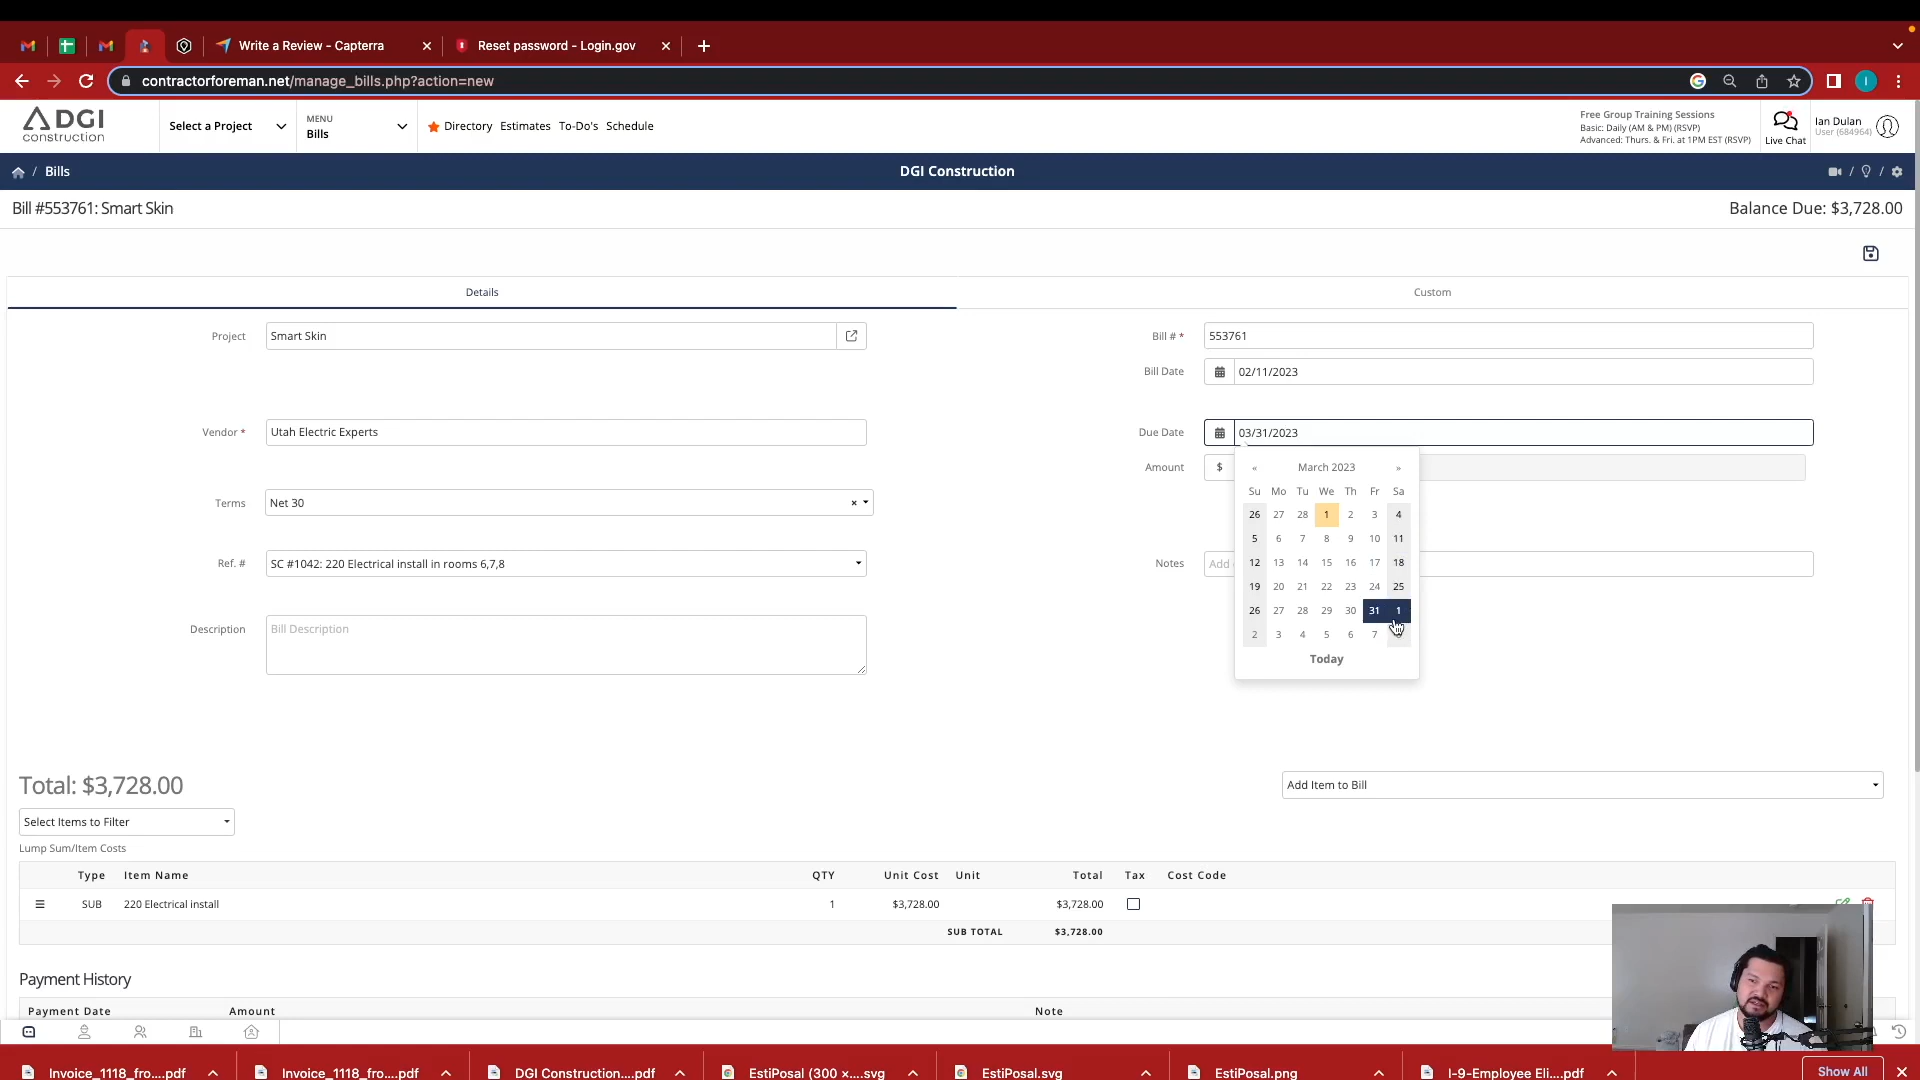 Write a Review - Capterra
Reset password - Login.gov
contractorforeman.net/manage_bills.php?action=new
DGI
construction
Select a Project
MENU
Bills
Directory Estimates To-Do's Schedule
Free Group Training Sessions
Basic: Daily (AM & PM) (RSVP)
Advanced: Thurs. & Fri. at 1PM EST (RSVP)
Live Chat
Ian Dulan
User (684964)
/ Bills
DGI Construction
Bill #553761: Smart Skin
Balance Due: $3,728.00
Details
Custom
Project
Smart Skin
Bill # *
553761
Bill Date
02/11/2023
Vendor *
Utah Electric Experts
Due Date
03/31/2023
Amount
$
Terms
Net 30
Ref. #
SC #1042: 220 Electrical install in rooms 6,7,8
Notes
Add
Description
Bill Description
« March 2023 »
Su Mo Tu We Th Fr Sa
26 27 28 1 2 3 4
5 6 7 8 9 10 11
12 13 14 15 16 17 18
19 20 21 22 23 24 25
26 27 28 29 30 31 1
2 3 4 5 6 7
Today
Total: $3,728.00
Add Item to Bill
Select Items to Filter
Lump Sum/Item Costs
Type Item Name QTY Unit Cost Unit Total Tax Cost Code
SUB 220 Electrical install 1 $3,728.00 $3,728.00
SUB TOTAL $3,728.00
Payment History
Payment Date Amount Note
Invoice_1118_fro....pdf
Invoice_1118_fro....pdf
DGI Construction....pdf
EstiPosal (300 ×....svg
EstiPosal.svg
EstiPosal.png
I-9-Employee Eli....pdf
Show All